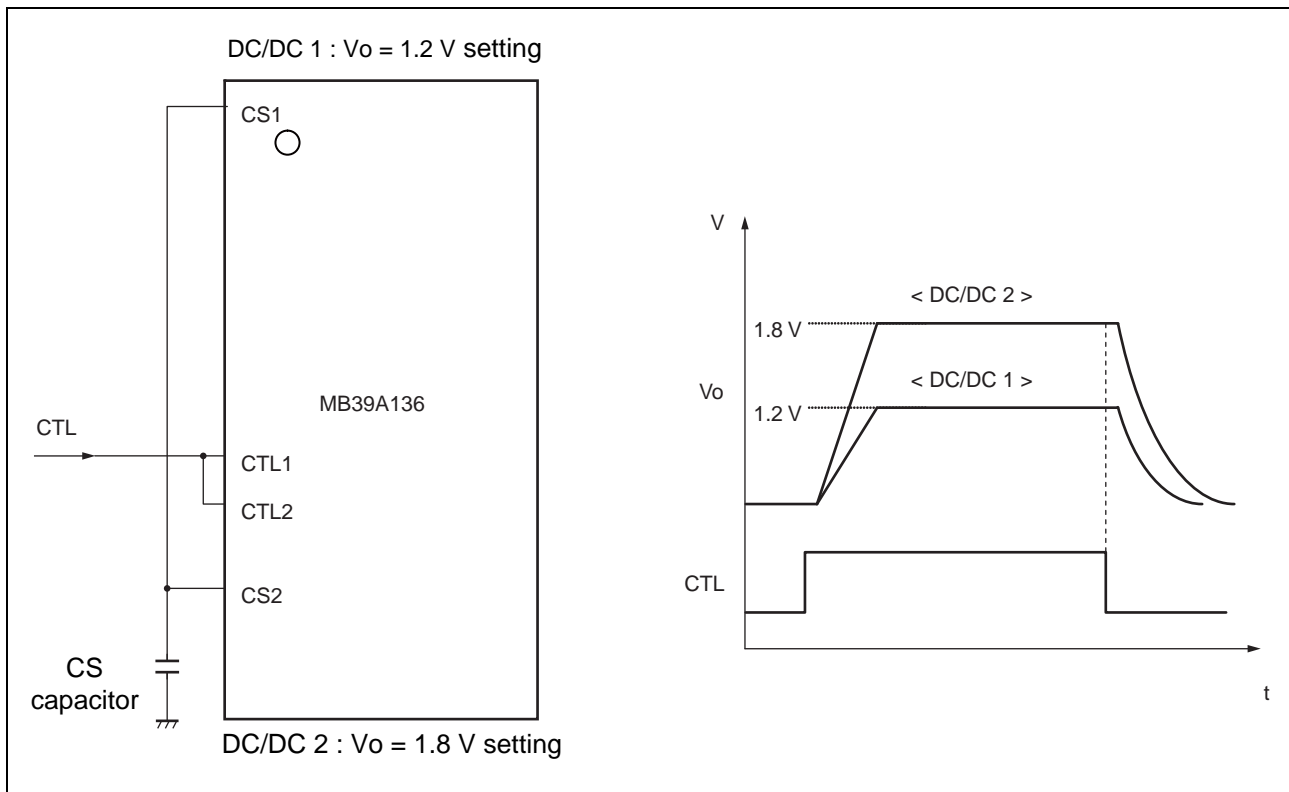 DC/DC 1 : Vo = 1.2 V setting
CS1
MB39A136
CTL
CTL1
CTL2
CS2
CS
capacitor
DC/DC 2 : Vo = 1.8 V setting
V
< DC/DC 2 >
1.8 V
< DC/DC 1 >
Vo
1.2 V
CTL
t